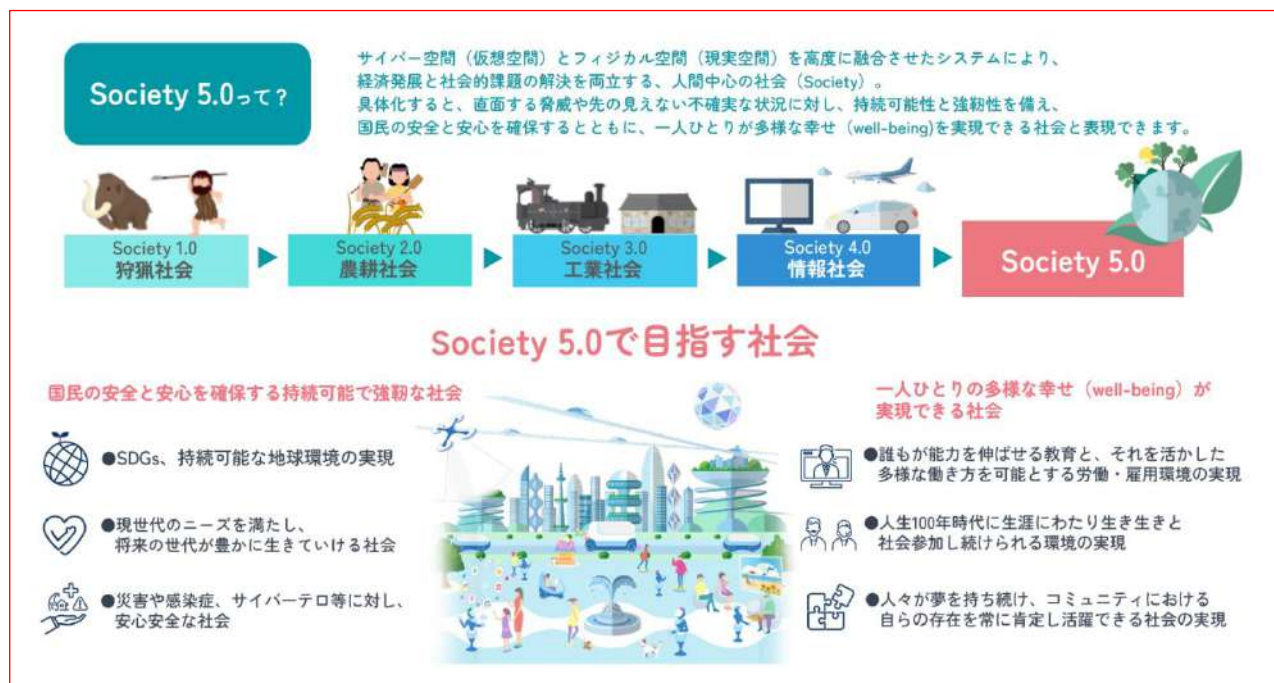 Society 5.0って？
サイバー空間（仮想空間）とフィジカル空間（現実空間）を高度に融合させたシステムにより、
経済発展と社会的課題の解決を両立する、人間中心の社会（Society）。
具体化すると、直面する脅威や先の見えない不確実な状況に対し、持続可能性と強靭性を備え、
国民の安全と安心を確保するとともに、一人ひとりが多様な幸せ（well-being)を実現できる社会と表現できます。
Society 1.0
狩猟社会
Society 2.0
農耕社会
Society 3.0
工業社会
Society 4.0
情報社会
Society 5.0
Society 5.0で目指す社会
国民の安全と安心を確保する持続可能で強靭な社会
●SDGs、持続可能な地球環境の実現
●現世代のニーズを満たし、
将来の世代が豊かに生きていける社会
●災害や感染症、サイバーテロ等に対し、
安心安全な社会
一人ひとりの多様な幸せ（well-being）が
実現できる社会
●誰もが能力を伸ばせる教育と、それを活かした
多様な働き方を可能とする労働・雇用環境の実現
●人生100年時代に生涯にわたり生き生きと
社会参加し続けられる環境の実現
●人々が夢を持ち続け、コミュニティにおける
自らの存在を常に肯定し活躍できる社会の実現